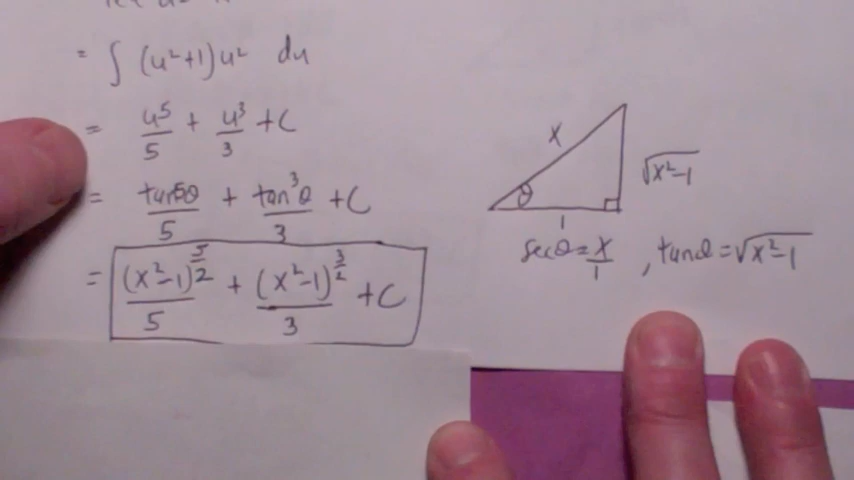 = ∫ (u²+1)u² du
= u⁵/5 + u³/3 + C
= tan⁵θ/5 + tan³θ/3 + C
= (x²-1)^(5/2)/5 + (x²-1)^(3/2)/3 + C
x
θ
√x²-1
1
secθ = x/1 , tanθ = √x²-1